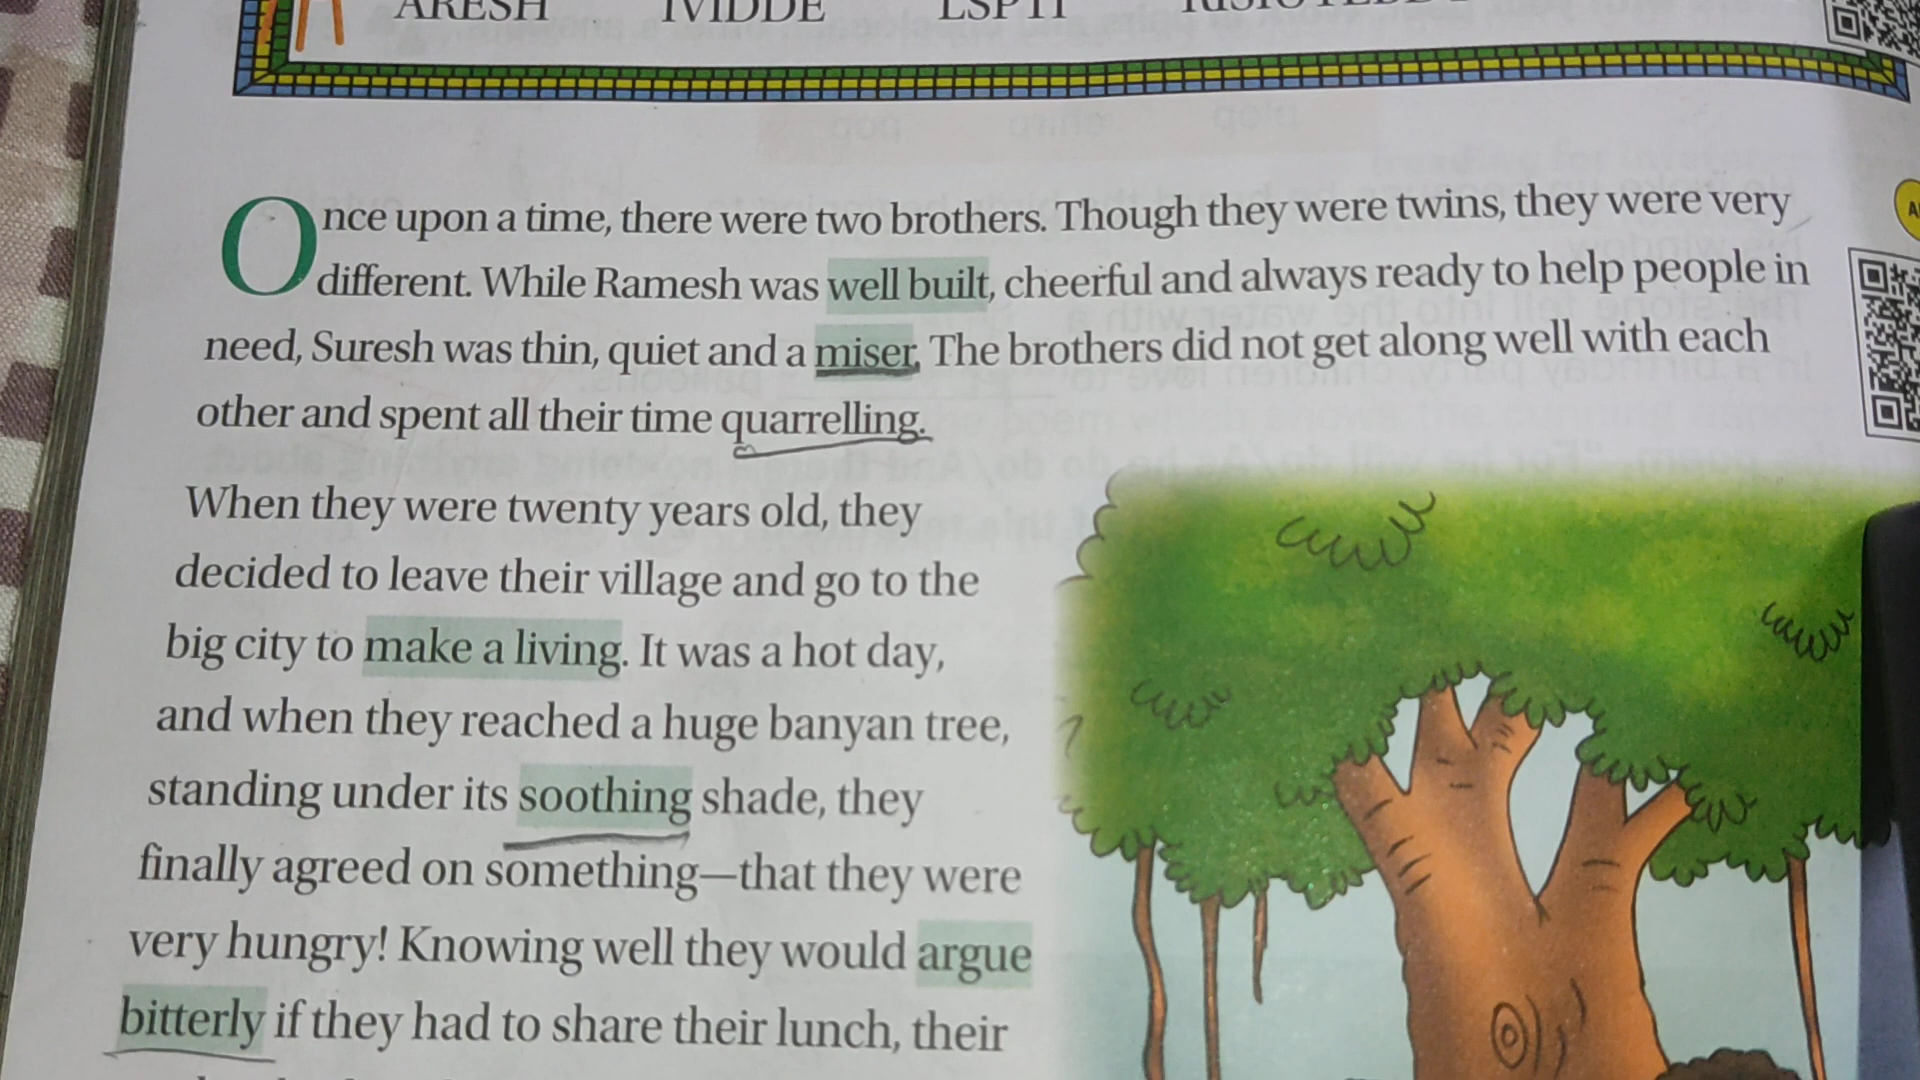 ARESH IVIDDE LSPTI
Once upon a time, there were two brothers. Though they were twins, they were very
different. While Ramesh was well built, cheerful and always ready to help people in
need, Suresh was thin, quiet and a miser. The brothers did not get along well with each
other and spent all their time quarrelling.
When they were twenty years old, they
decided to leave their village and go to the
big city to make a living. It was a hot day,
and when they reached a huge banyan tree,
standing under its soothing shade, they
finally agreed on something—that they were
very hungry! Knowing well they would argue
bitterly if they had to share their lunch, their